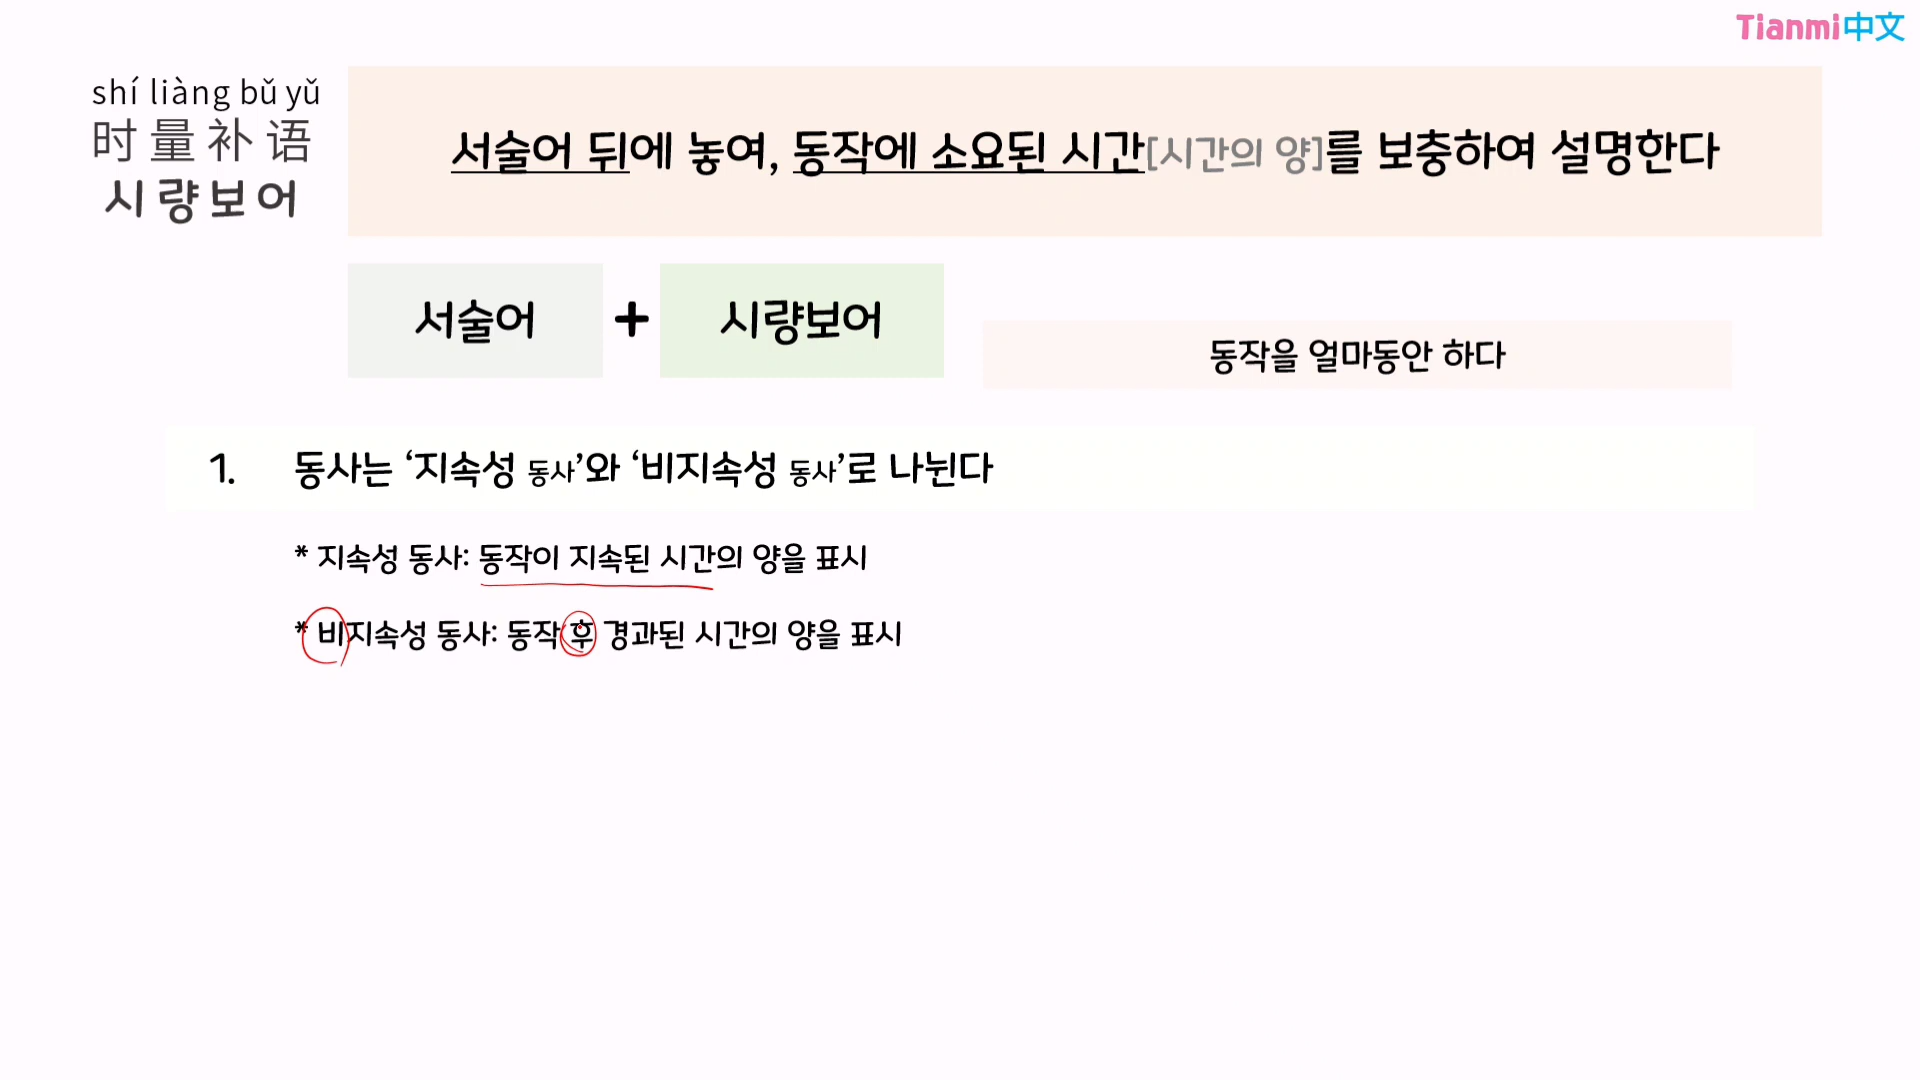 Tianmi中文
shí liàng bǔ yǔ
时量补语
시량보어
서술어 뒤에 놓여, 동작에 소요된 시간[시간의 양]를 보충하여 설명한다
서술어 + 시량보어
동작을 얼마동안 하다
1. 동사는 ‘지속성 동사’와 ‘비지속성 동사’로 나뉜다
* 지속성 동사: 동작이 지속된 시간의 양을 표시
* 비지속성 동사: 동작 후 경과된 시간의 양을 표시